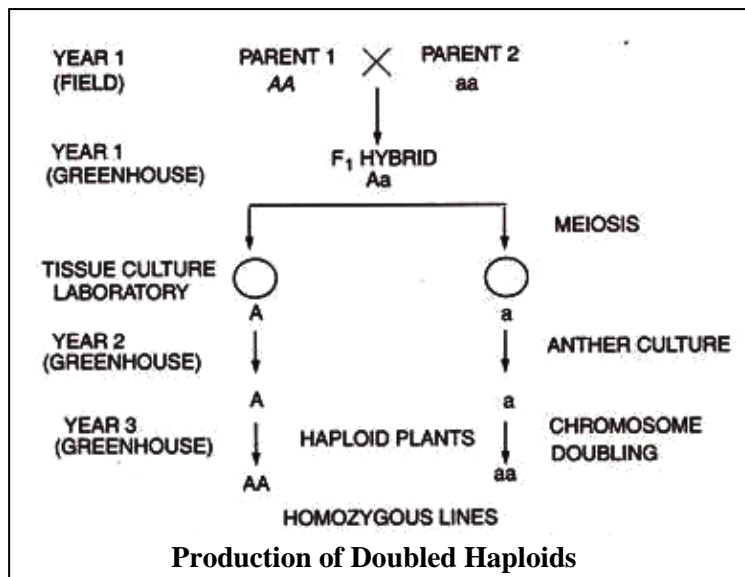 YEAR 1 PARENT 1 PARENT 2
(FIELD) AA aa
YEAR 1 F₁ HYBRID
(GREENHOUSE) Aa
MEIOSIS
TISSUE CULTURE
LABORATORY
A a
YEAR 2 ANTHER CULTURE
(GREENHOUSE)
A a
YEAR 3 HAPLOID PLANTS CHROMOSOME
(GREENHOUSE) DOUBLING
AA aa
HOMOZYGOUS LINES
Production of Doubled Haploids